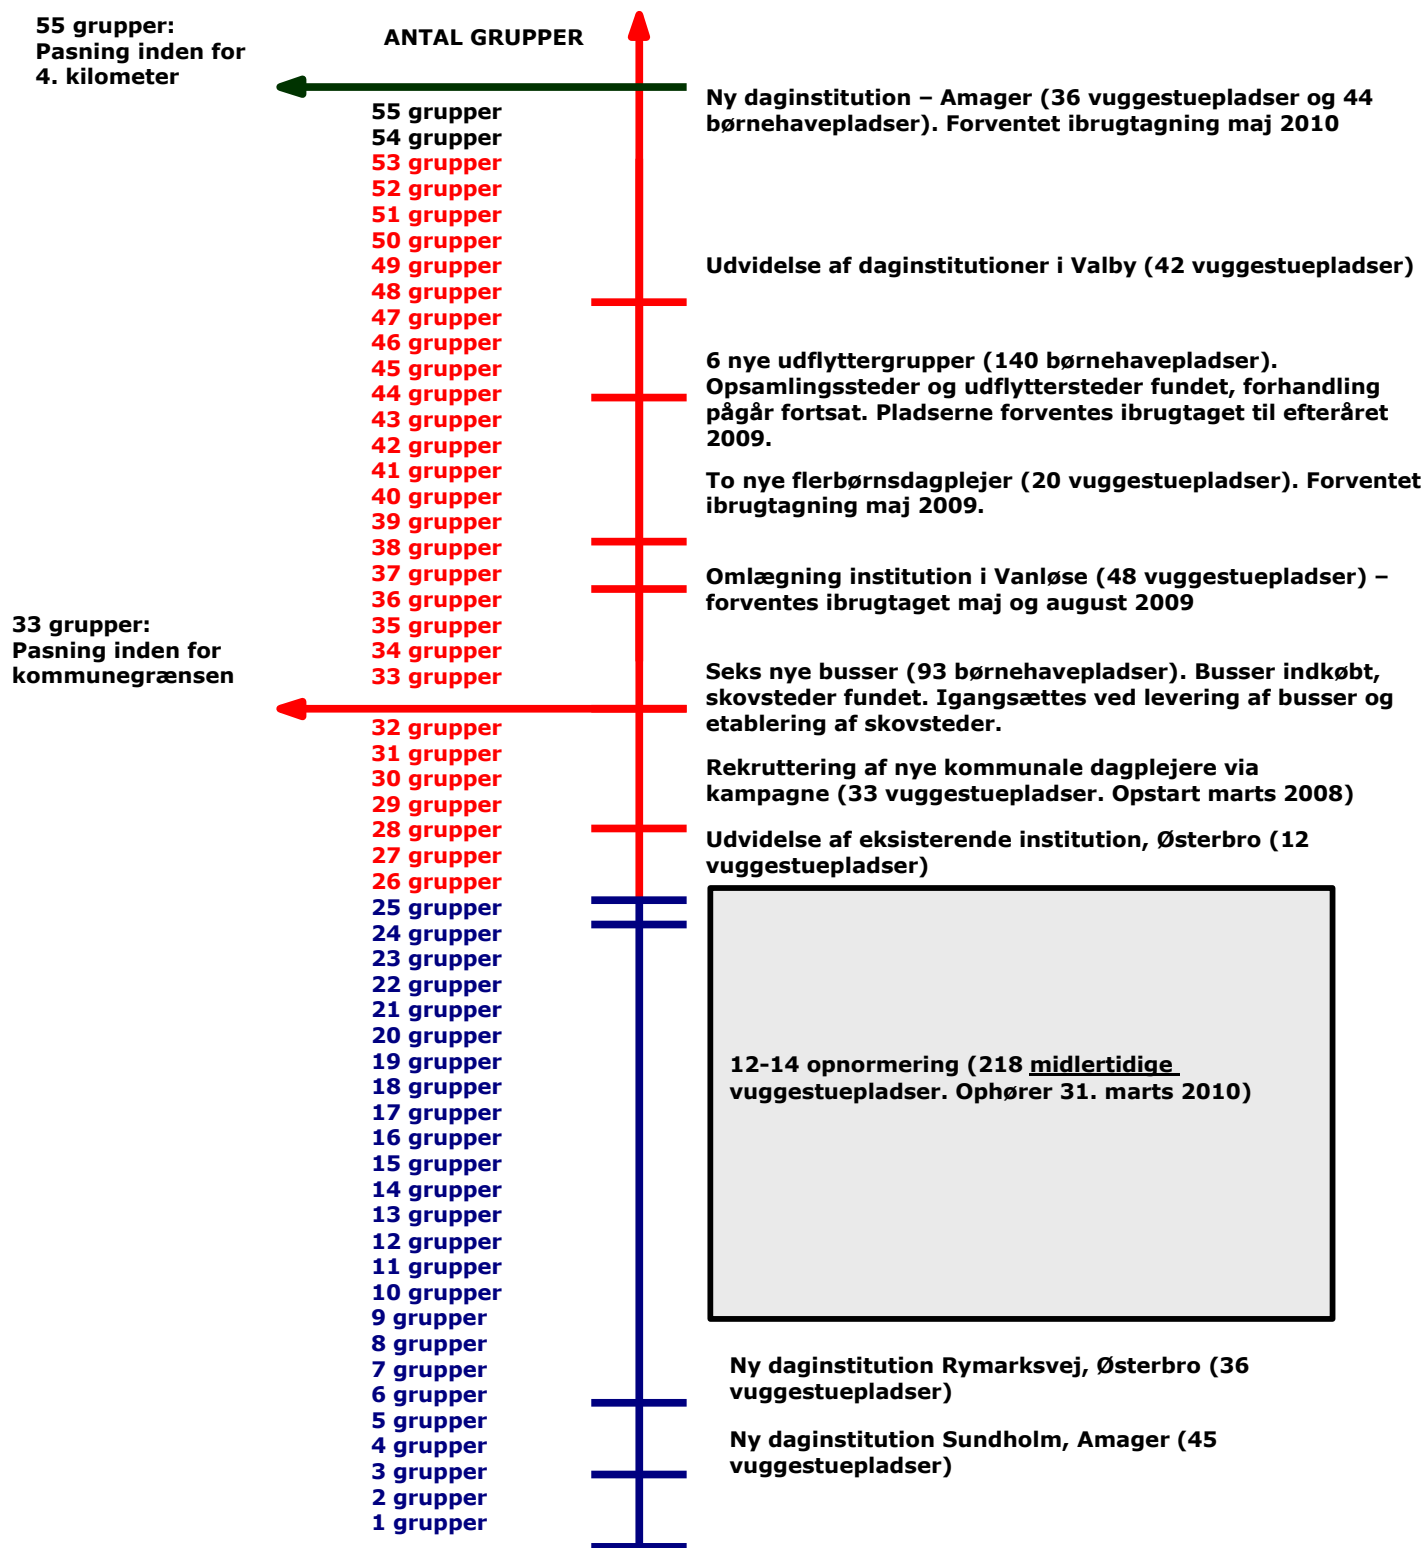 55 grupper:
Pasning inden for
4. kilometer
ANTAL GRUPPER
55 grupper
54 grupper
53 grupper
52 grupper
51 grupper
50 grupper
49 grupper
48 grupper
47 grupper
46 grupper
45 grupper
44 grupper
43 grupper
42 grupper
41 grupper
40 grupper
39 grupper
38 grupper
37 grupper
36 grupper
35 grupper
34 grupper
33 grupper
33 grupper:
Pasning inden for
kommunegrænsen
32 grupper
31 grupper
30 grupper
29 grupper
28 grupper
27 grupper
26 grupper
25 grupper
24 grupper
23 grupper
22 grupper
21 grupper
20 grupper
19 grupper
18 grupper
17 grupper
16 grupper
15 grupper
14 grupper
13 grupper
12 grupper
11 grupper
10 grupper
9 grupper
8 grupper
7 grupper
6 grupper
5 grupper
4 grupper
3 grupper
2 grupper
1 grupper
Ny daginstitution – Amager (36 vuggestuepladser og 44
børnehavepladser). Forventet ibrugtagning maj 2010
Udvidelse af daginstitutioner i Valby (42 vuggestuepladser)
6 nye udflyttergrupper (140 børnehavepladser).
Opsamlingssteder og udflyttersteder fundet, forhandling
pågår fortsat. Pladserne forventes ibrugtaget til efteråret
2009.
To nye flerbørnsdagplejer (20 vuggestuepladser). Forventet
ibrugtagning maj 2009.
Omlægning institution i Vanløse (48 vuggestuepladser) –
forventes ibrugtaget maj og august 2009
Seks nye busser (93 børnehavepladser). Busser indkøbt,
skovsteder fundet. Igangsættes ved levering af busser og
etablering af skovsteder.
Rekruttering af nye kommunale dagplejere via
kampagne (33 vuggestuepladser. Opstart marts 2008)
Udvidelse af eksisterende institution, Østerbro (12
vuggestuepladser)
12-14 opnormering (218 midlertidige
vuggestuepladser. Ophører 31. marts 2010)
Ny daginstitution Rymarksvej, Østerbro (36
vuggestuepladser)
Ny daginstitution Sundholm, Amager (45
vuggestuepladser)